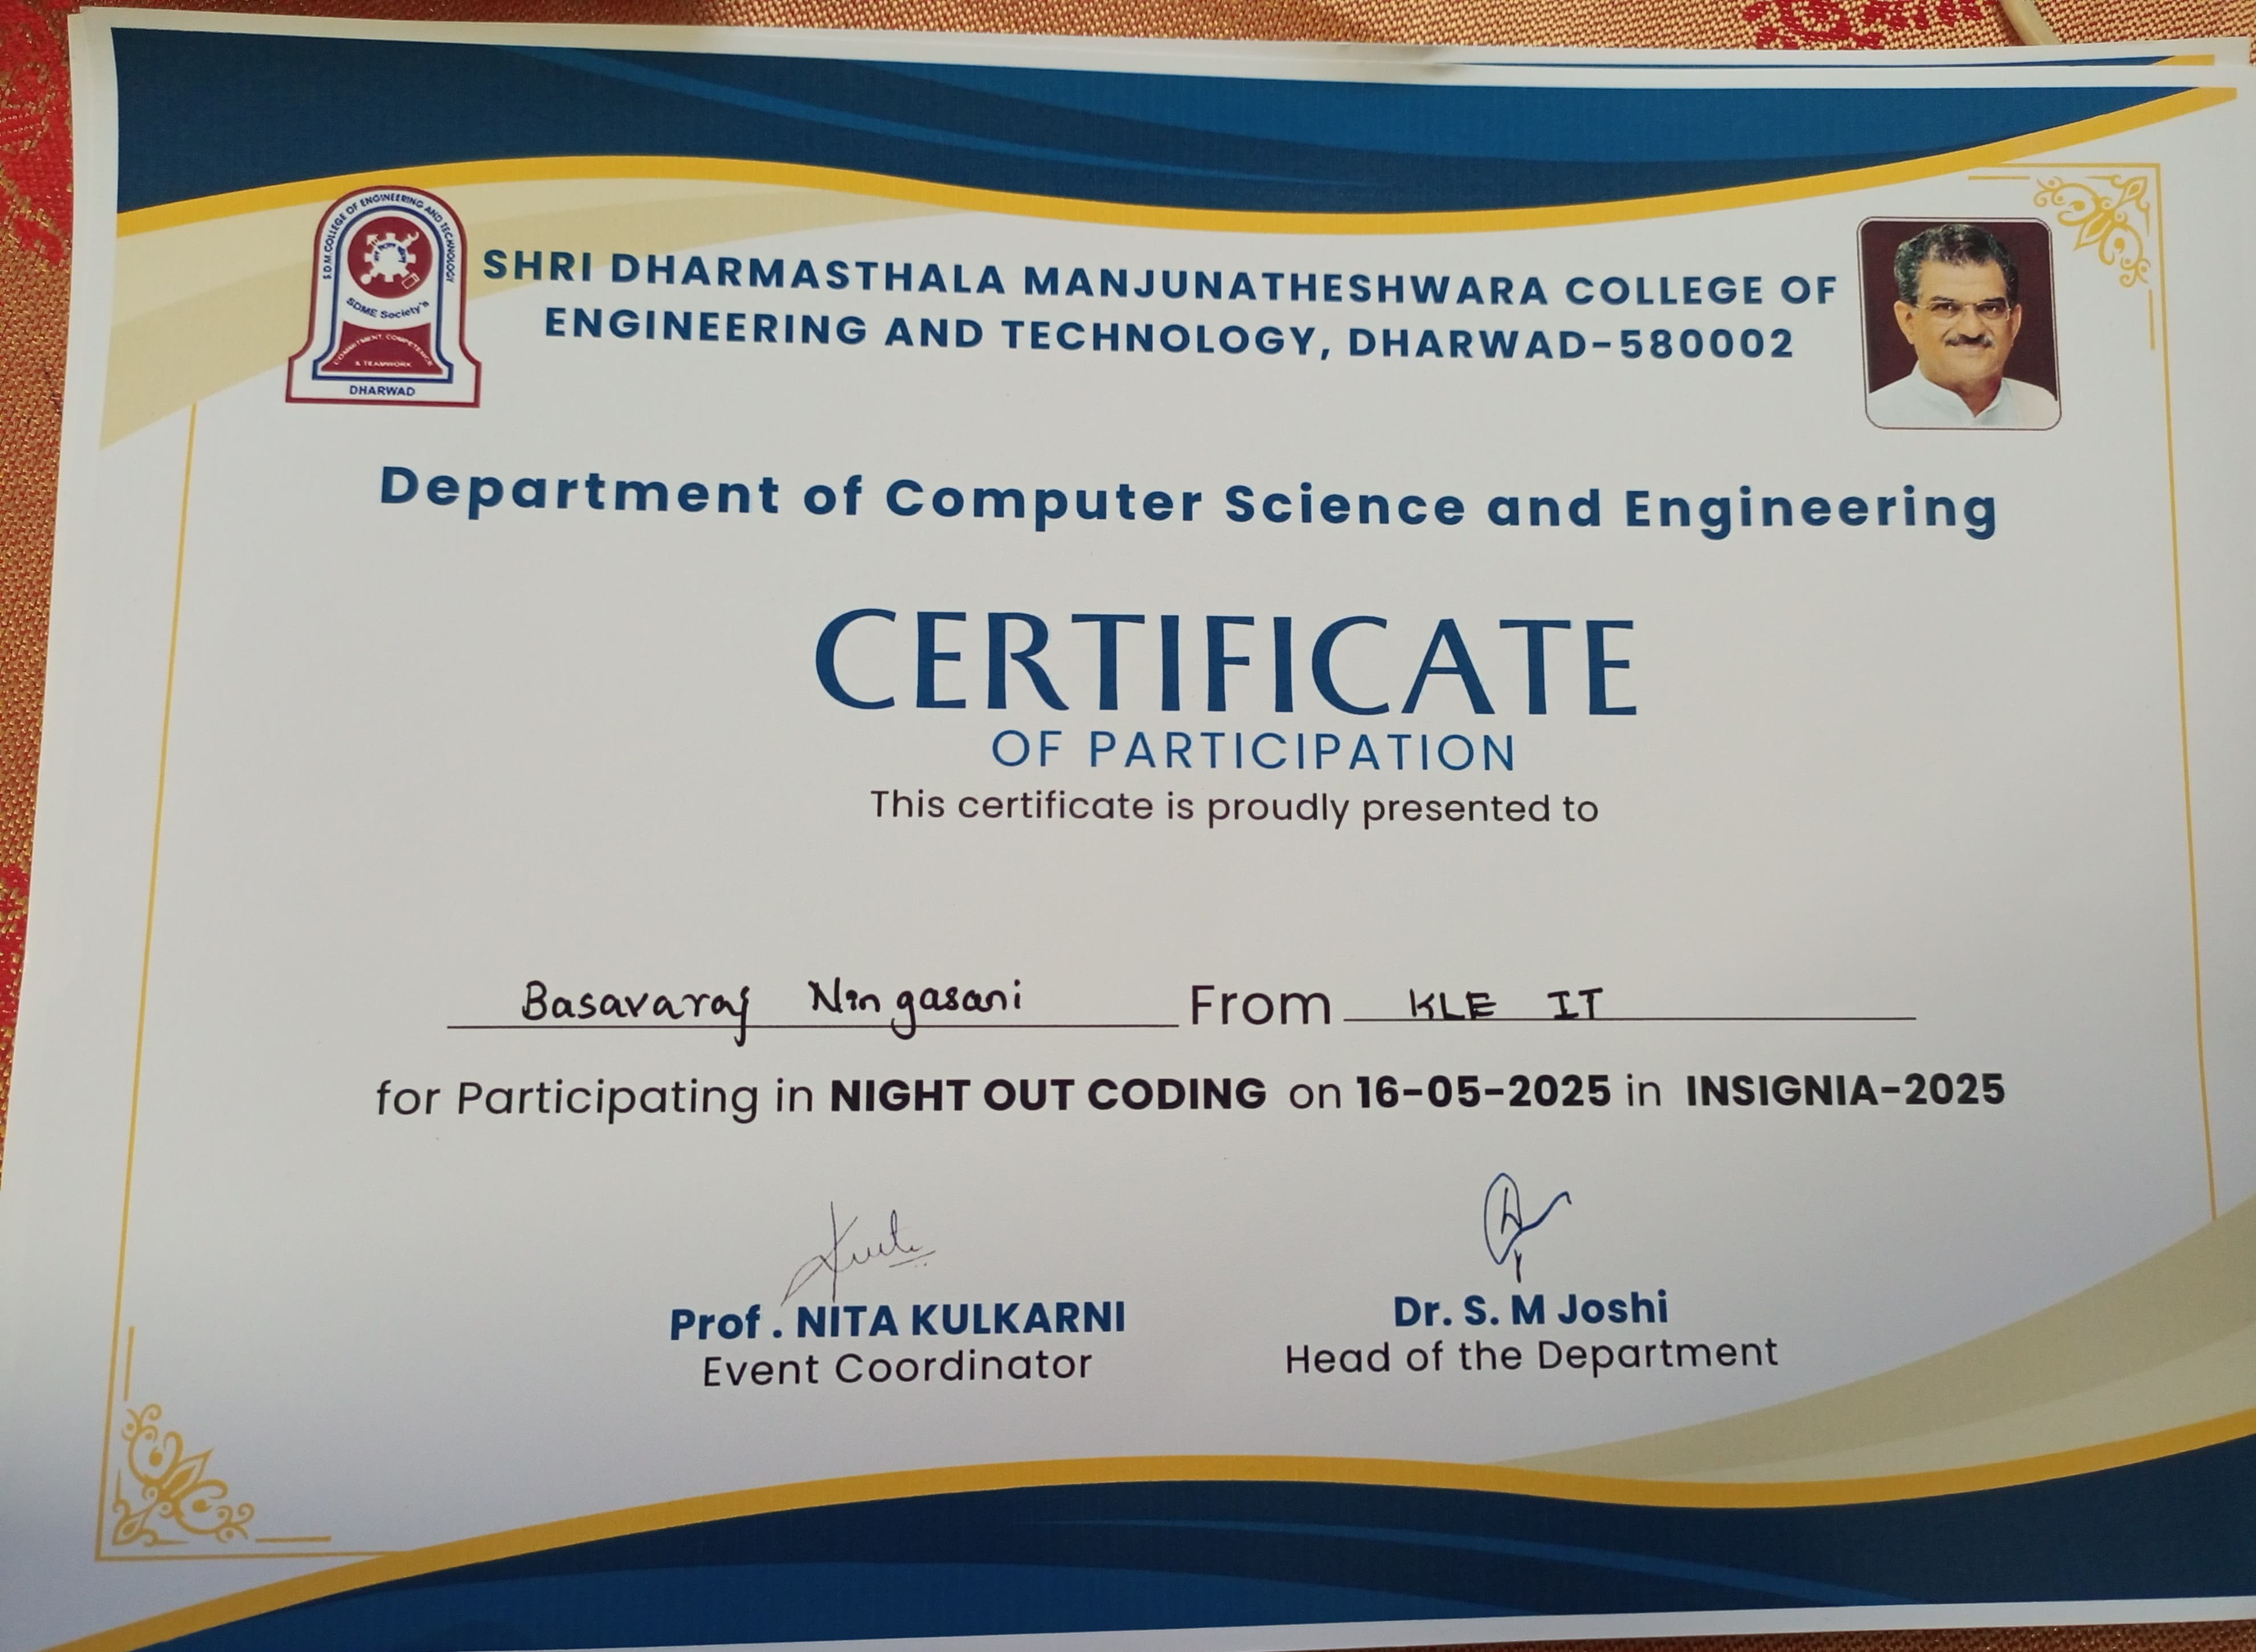 S.D.M. COLLEGE OF ENGINEERING AND TECHNOLOGY
SDME Society's
COMMITMENT, COMPETENCE
& TEAMWORK
DHARWAD
SHRI DHARMASTHALA MANJUNATHESHWARA COLLEGE OF
ENGINEERING AND TECHNOLOGY, DHARWAD-580002
Department of Computer Science and Engineering
CERTIFICATE
OF PARTICIPATION
This certificate is proudly presented to
Basavaraj Ningasani From KLE IT
for Participating in NIGHT OUT CODING on 16-05-2025 in INSIGNIA-2025
Prof . NITA KULKARNI
Event Coordinator
Dr. S. M Joshi
Head of the Department